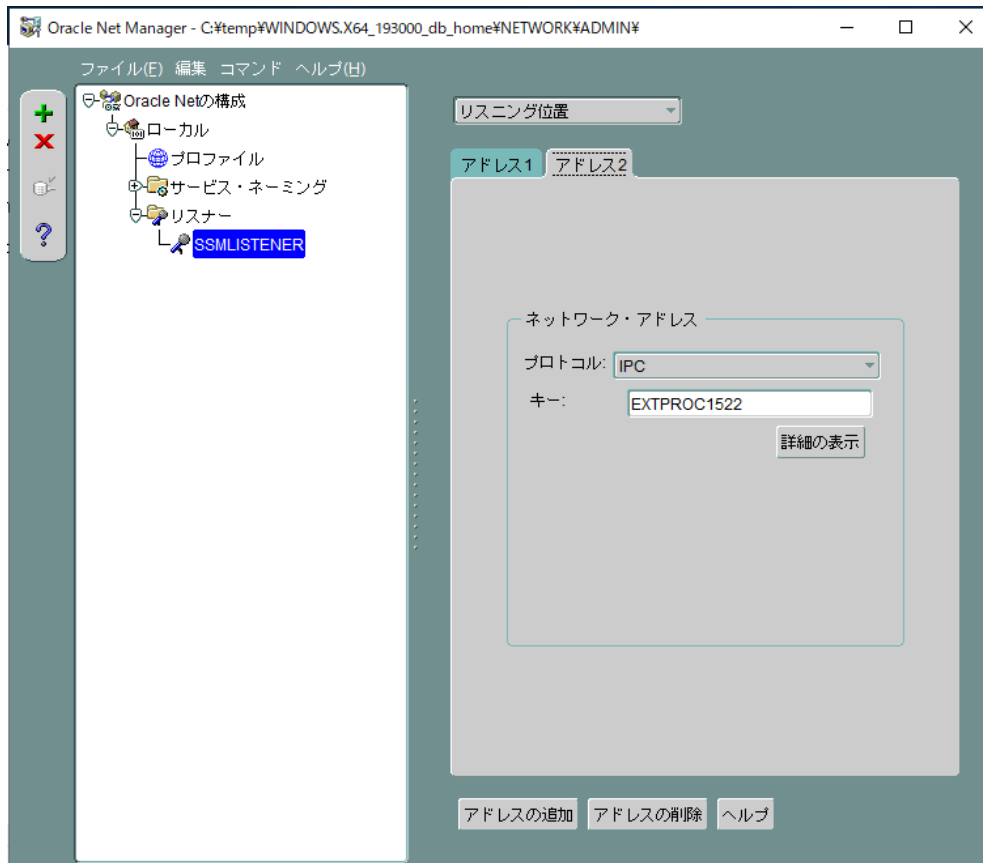 Oracle Net Manager - C:¥temp¥WINDOWS.X64_193000_db_home¥NETWORK¥ADMIN¥
ファイル(F) 編集 コマンド ヘルプ(H)
Oracle Netの構成
ローカル
プロファイル
サービス・ネーミング
リスナー
SSMLISTENER
リスニング位置
アドレス1 アドレス2
ネットワーク・アドレス
プロトコル: IPC
キー: EXTPROC1522
詳細の表示
アドレスの追加 アドレスの削除 ヘルプ